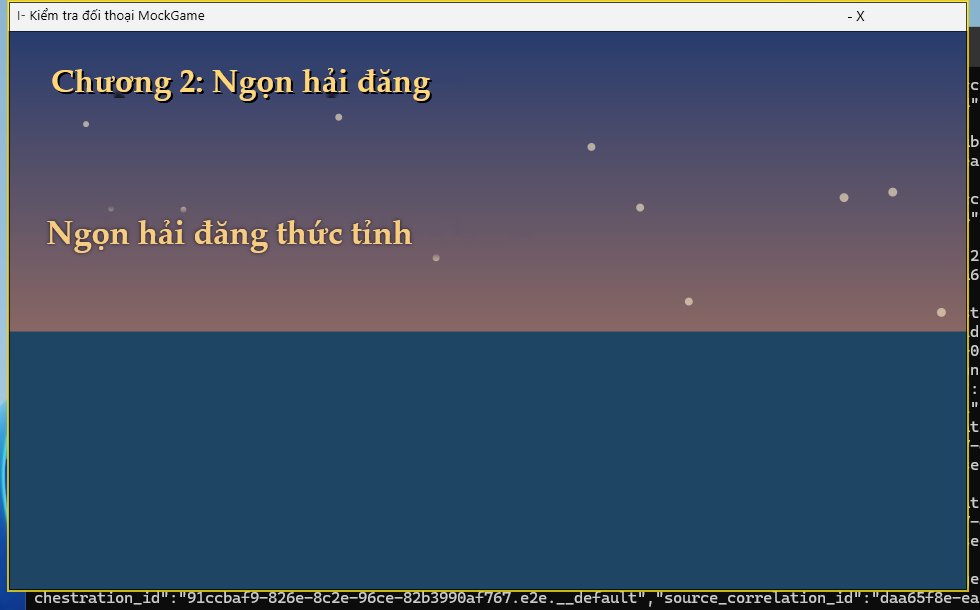 I- Kiểm tra đối thoại MockGame
- X
Chương 2: Ngọn hải đăng
Ngọn hải đăng thức tỉnh
chestration_id":"91ccbaf9-826e-8c2e-96ce-82b3990af767.e2e.__default","source_correlation_id":"daa65f8e-ee